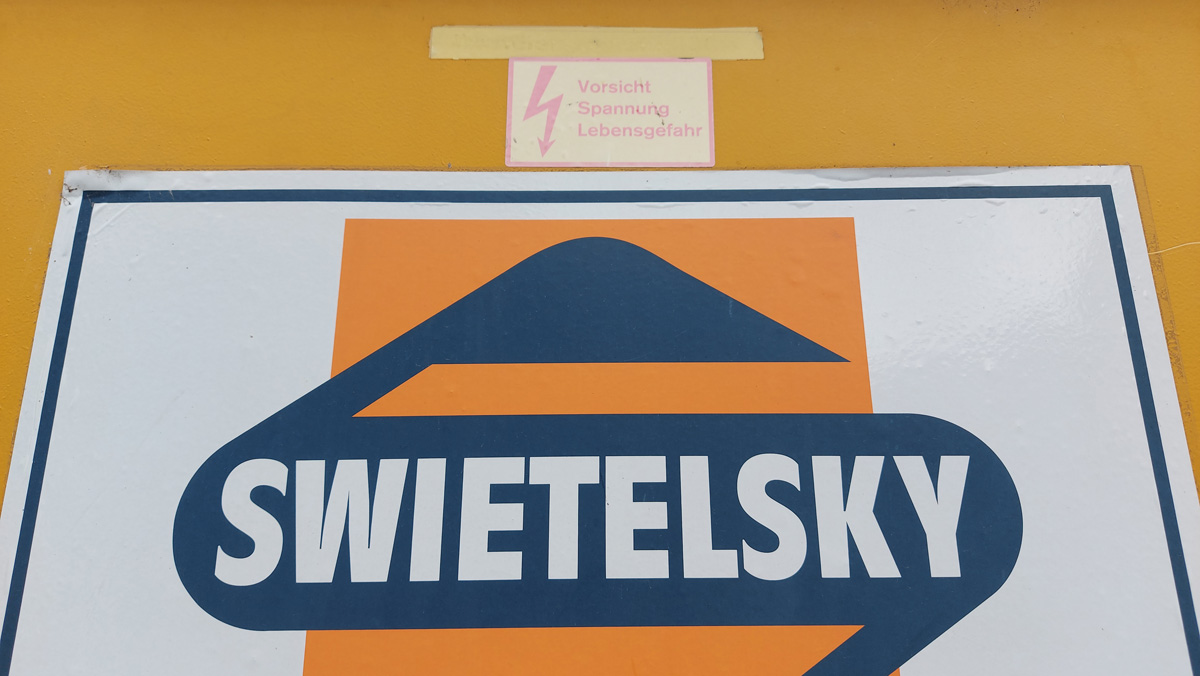 Vorsicht
Spannung
Lebensgefahr
SWIETELSKY